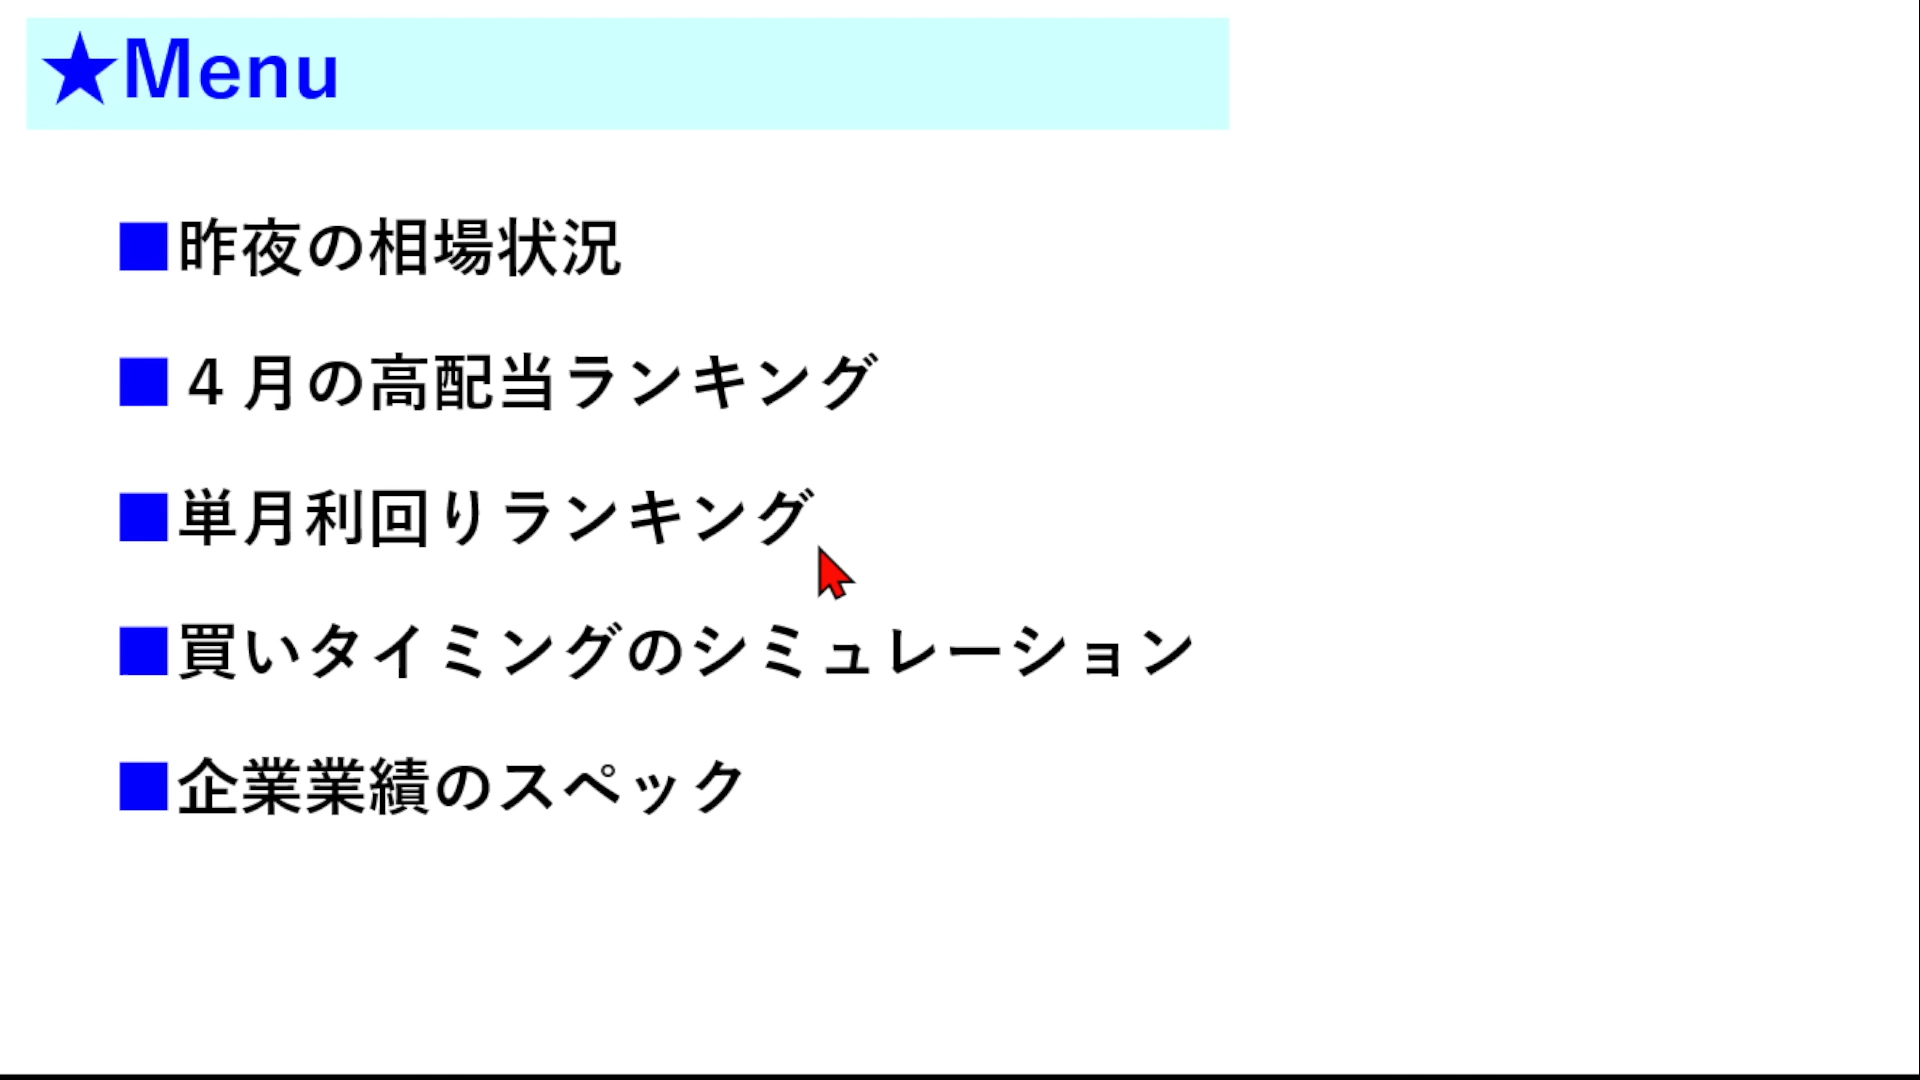 ★Menu
■昨夜の相場状況
■４月の高配当ランキング
■単月利回りランキング
■買いタイミングのシミュレーション
■企業業績のスペック